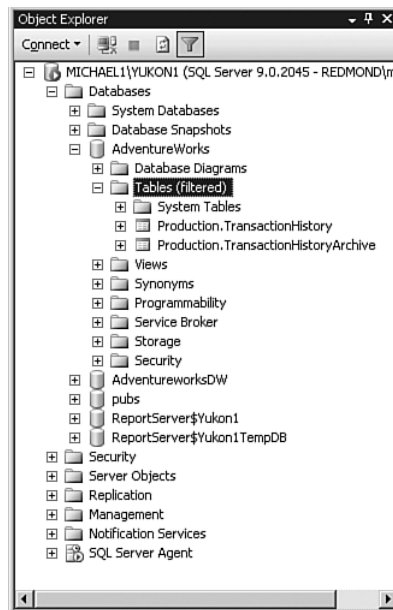 Object Explorer
Connect
MICHAEL1\YUKON1 (SQL Server 9.0.2045 - REDMOND\m
Databases
System Databases
Database Snapshots
AdventureWorks
Database Diagrams
Tables (filtered)
System Tables
Production.TransactionHistory
Production.TransactionHistoryArchive
Views
Synonyms
Programmability
Service Broker
Storage
Security
AdventureworksDW
pubs
ReportServer$Yukon1
ReportServer$Yukon1TempDB
Security
Server Objects
Replication
Management
Notification Services
SQL Server Agent